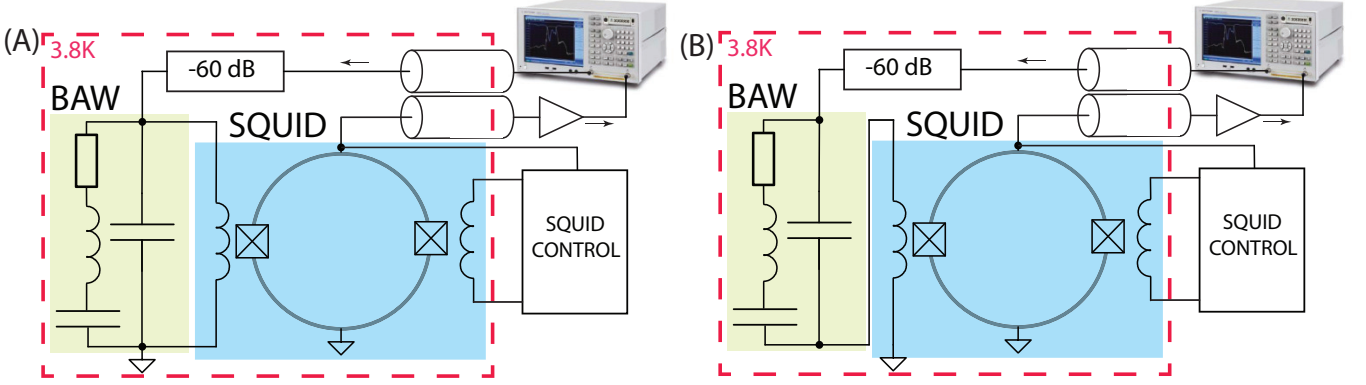 (A)
3.8K
-60 dB
BAW
SQUID
SQUID
CONTROL
(B)
3.8K
-60 dB
BAW
SQUID
SQUID
CONTROL